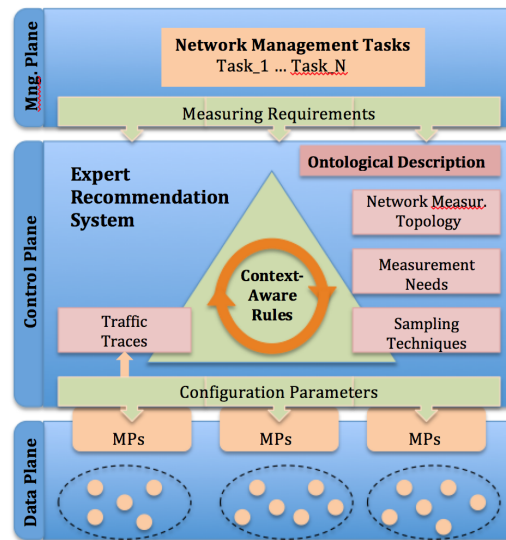 Mng. Plane
Network Management Tasks
Task_1 ... Task_N
Measuring Requirements
Control Plane
Expert
Recommendation
System
Ontological Description
Network Measur.
Topology
Measurement
Needs
Context-
Aware
Rules
Traffic
Traces
Sampling
Techniques
Configuration Parameters
Data Plane
MPs
MPs
MPs